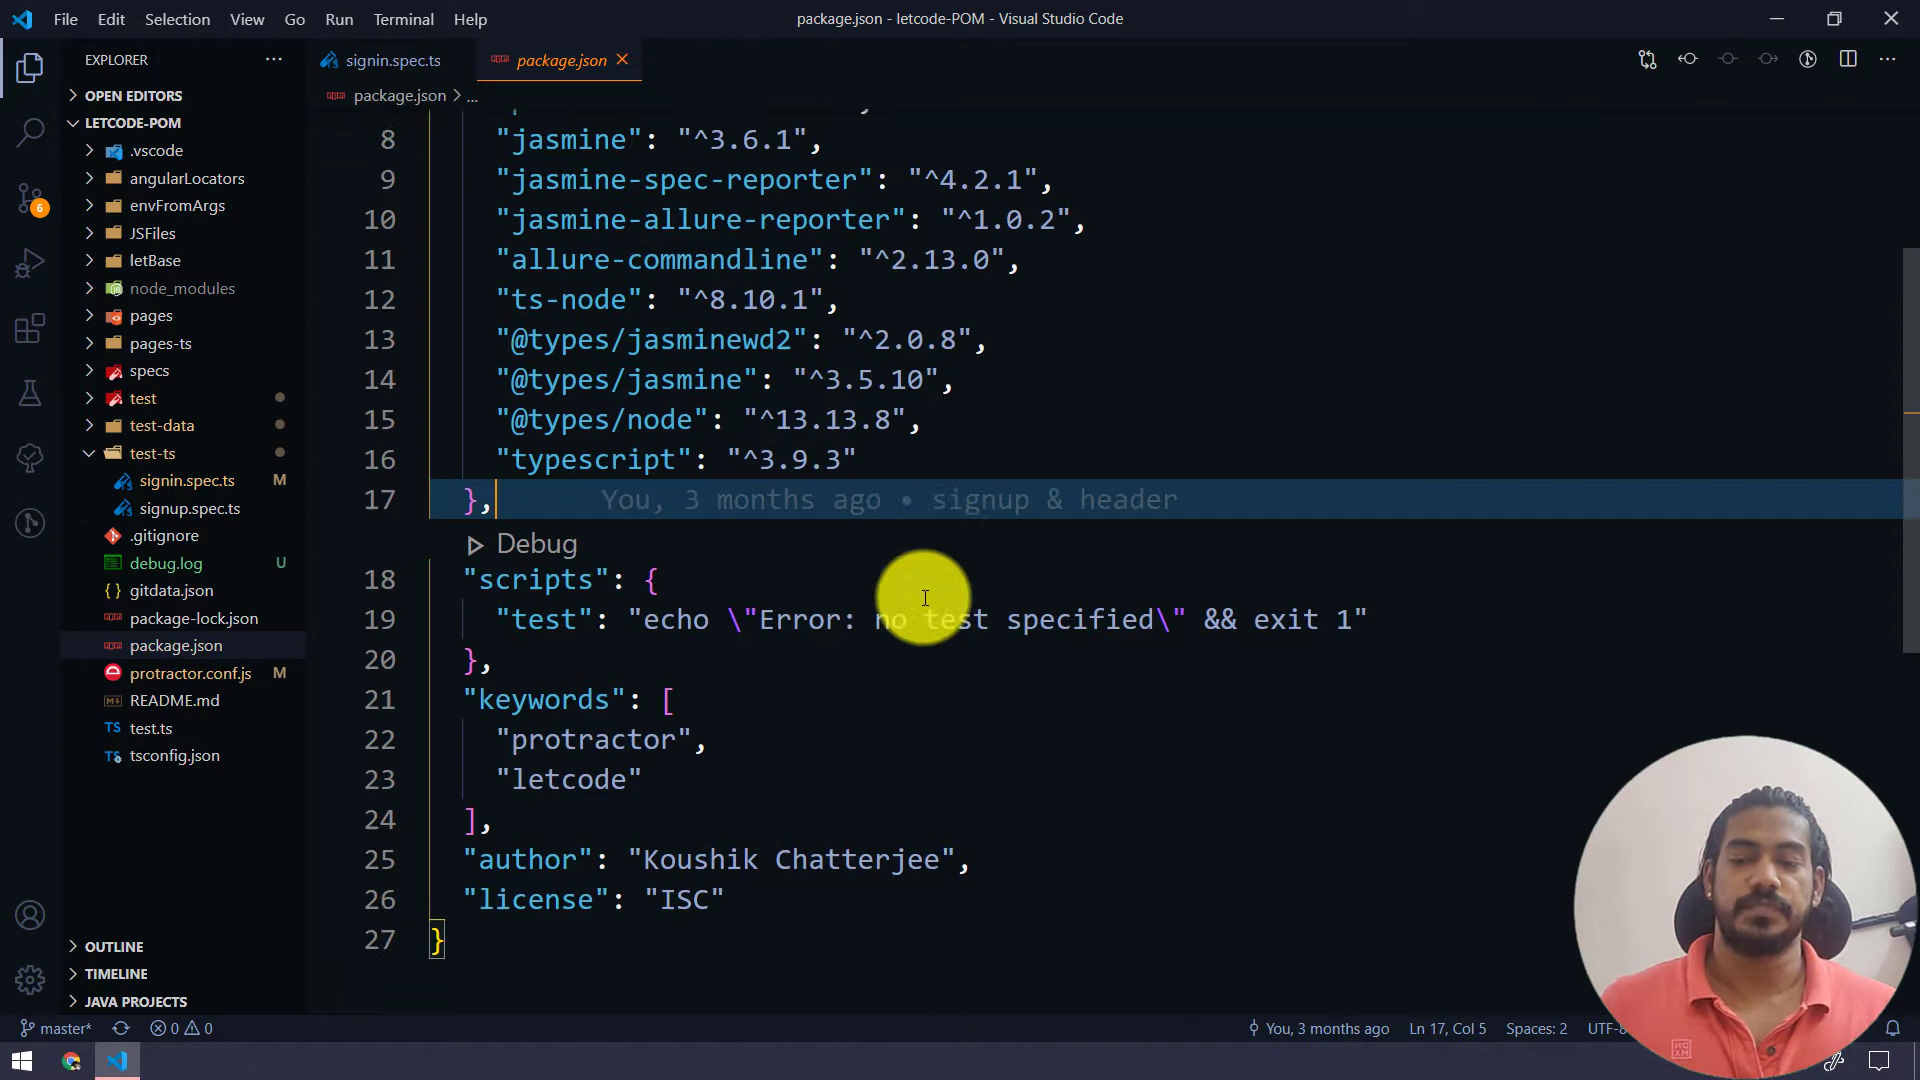 File Edit Selection View Go Run Terminal Help
package.json - letcode-POM - Visual Studio Code
EXPLORER
OPEN EDITORS
LETCODE-POM
.vscode
angularLocators
envFromArgs
JSFiles
letBase
node_modules
pages
pages-ts
specs
test
test-data
test-ts
signin.spec.ts M
signup.spec.ts
.gitignore
debug.log U
gitdata.json
package-lock.json
package.json
protractor.conf.js M
README.md
TS test.ts
TS tsconfig.json
OUTLINE
TIMELINE
JAVA PROJECTS
6
signin.spec.ts
package.json
package.json > ...
8 "jasmine": "^3.6.1",
9 "jasmine-spec-reporter": "^4.2.1",
10 "jasmine-allure-reporter": "^1.0.2",
11 "allure-commandline": "^2.13.0",
12 "ts-node": "^8.10.1",
13 "@types/jasminewd2": "^2.0.8",
14 "@types/jasmine": "^3.5.10",
15 "@types/node": "^13.13.8",
16 "typescript": "^3.9.3"
17 }, You, 3 months ago • signup & header
Debug
18 "scripts": {
19 "test": "echo \"Error: no test specified\" && exit 1"
20 },
21 "keywords": [
22 "protractor",
23 "letcode"
24 ],
25 "author": "Koushik Chatterjee",
26 "license": "ISC"
27 }
master* 0 0
You, 3 months ago Ln 17, Col 5 Spaces: 2